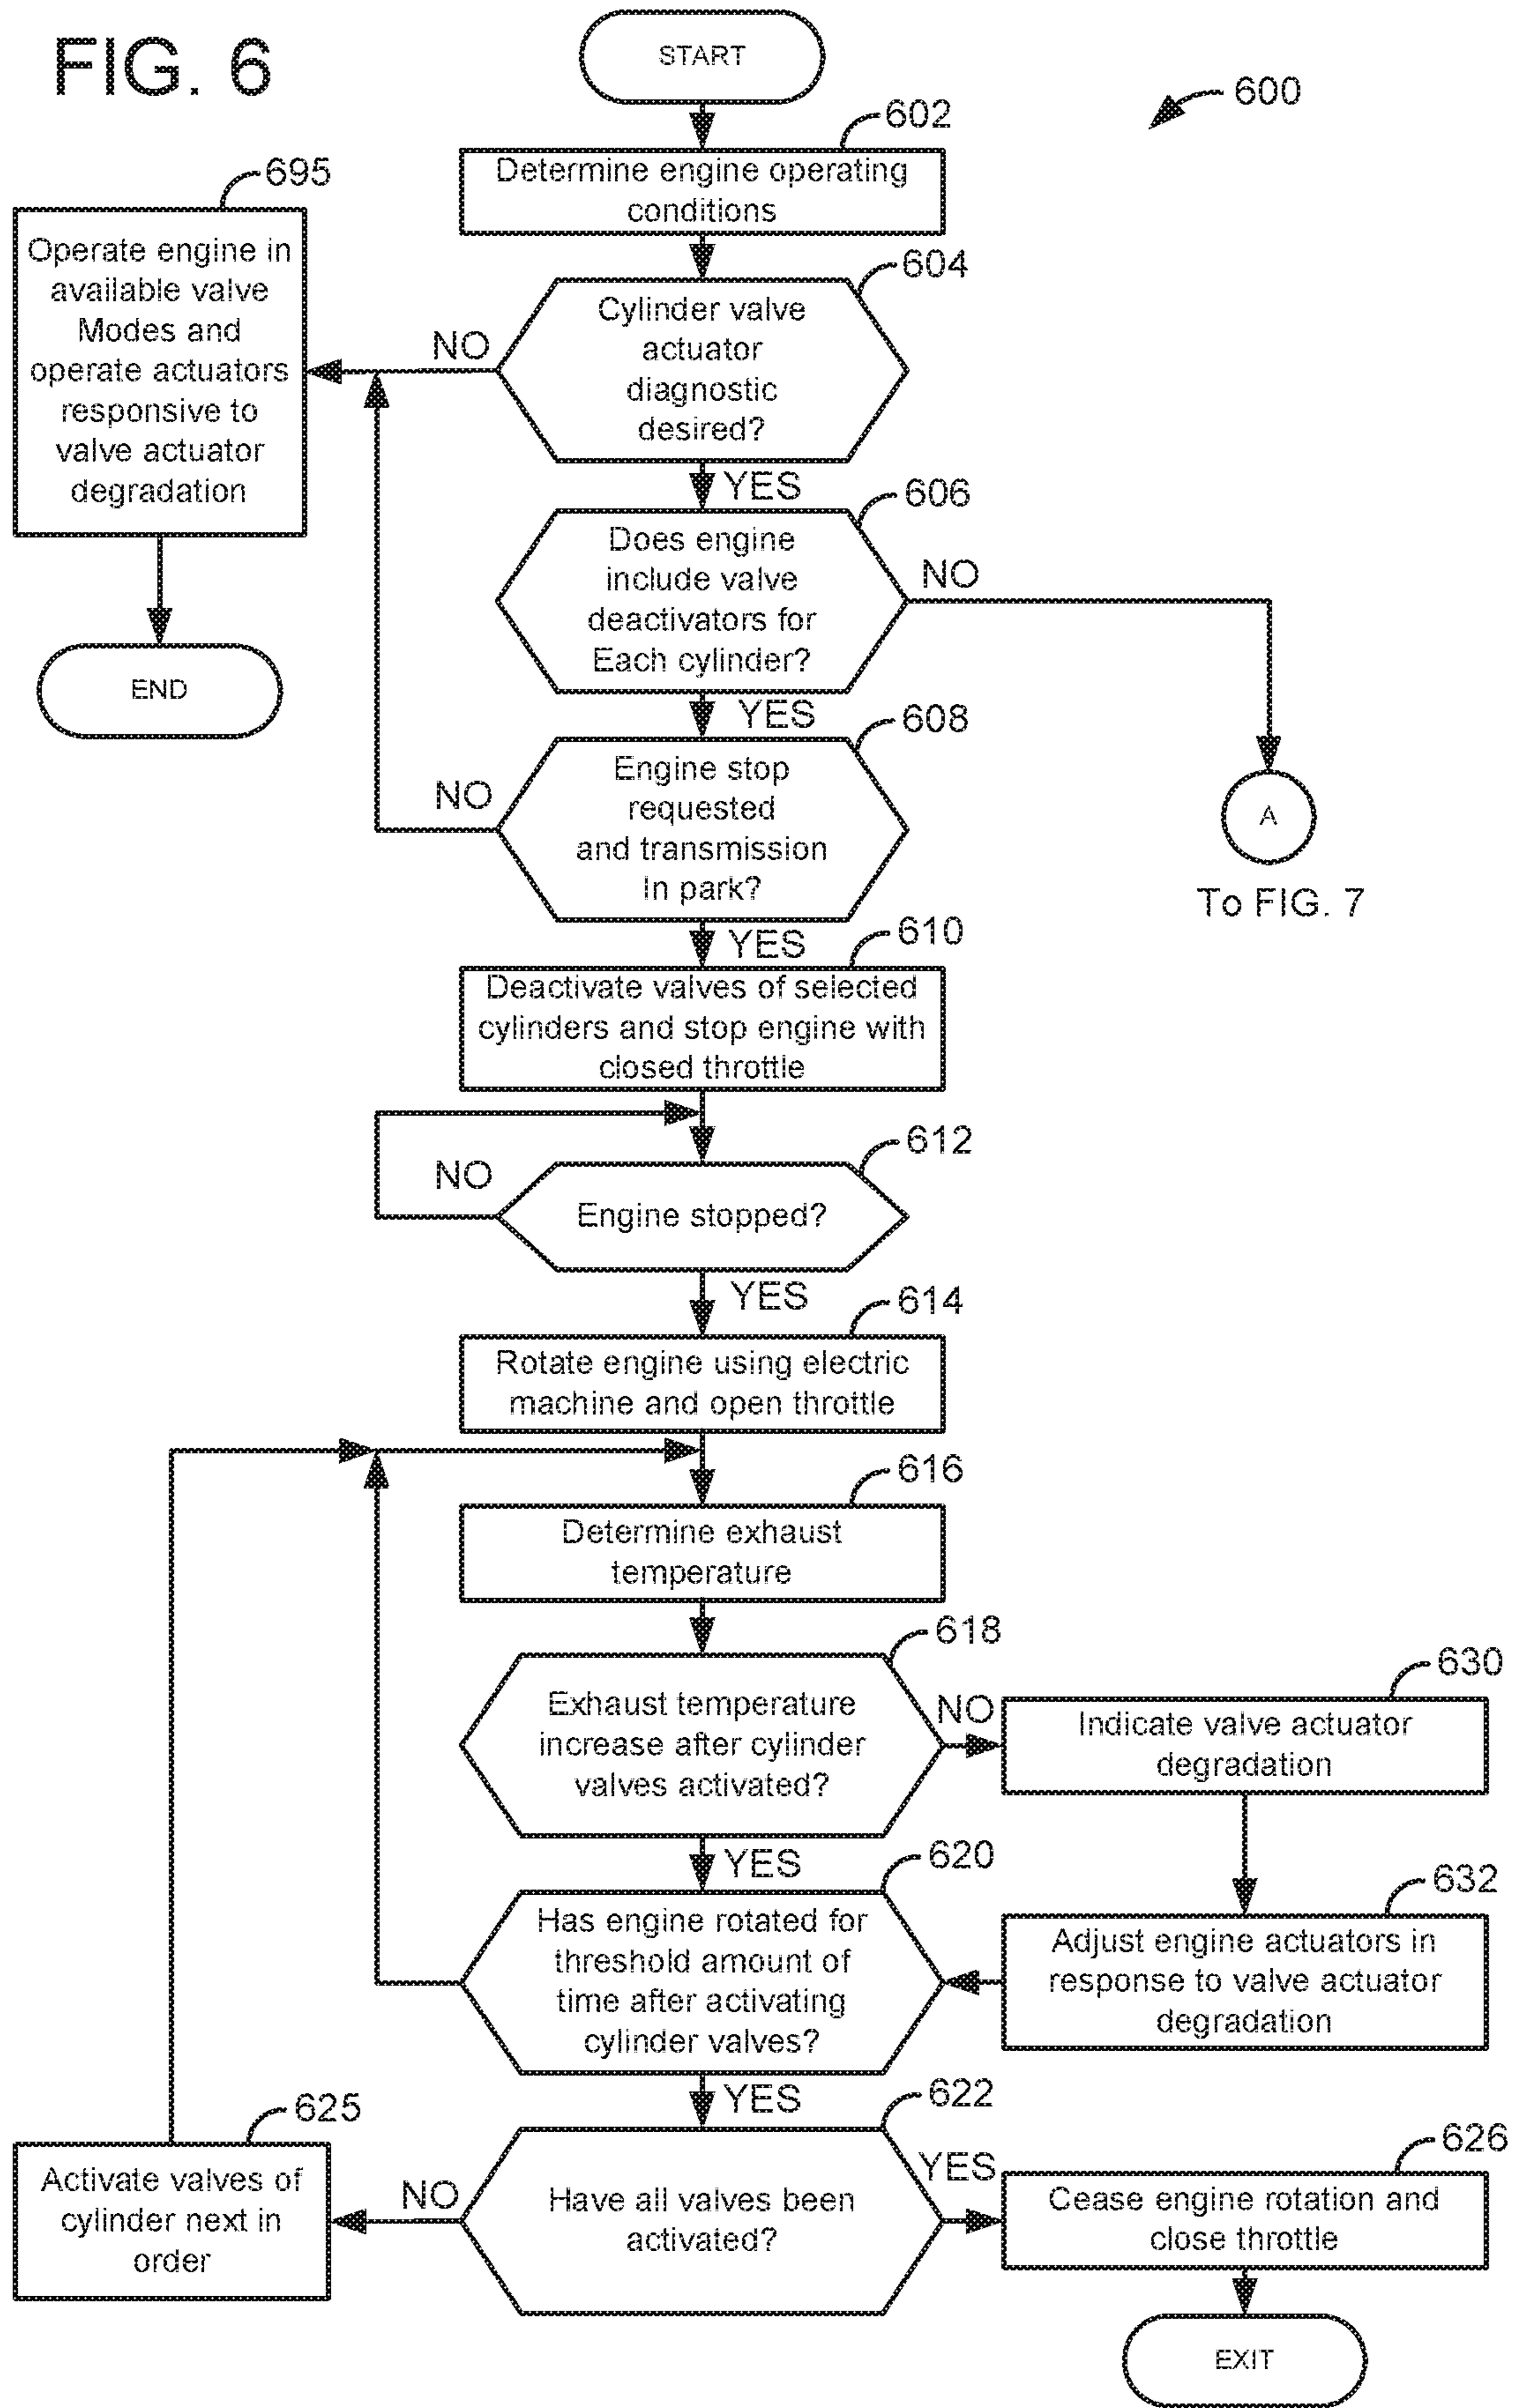 FIG. 6
START
600
602
Determine engine operating
conditions
695
Operate engine in
available valve
Modes and
operate actuators
responsive to
valve actuator
degradation
END
604
Cylinder valve
actuator
diagnostic
desired?
NO
YES
606
Does engine
include valve
deactivators for
Each cylinder?
NO
A
To FIG. 7
YES
608
Engine stop
requested
and transmission
In park?
NO
YES
610
Deactivate valves of selected
cylinders and stop engine with
closed throttle
612
Engine stopped?
NO
YES
614
Rotate engine using electric
machine and open throttle
616
Determine exhaust
temperature
618
Exhaust temperature
increase after cylinder
valves activated?
NO
630
Indicate valve actuator
degradation
YES
620
Has engine rotated for
threshold amount of
time after activating
cylinder valves?
632
Adjust engine actuators in
response to valve actuator
degradation
YES
622
Have all valves been
activated?
NO
625
Activate valves of
cylinder next in
order
YES
626
Cease engine rotation and
close throttle
EXIT